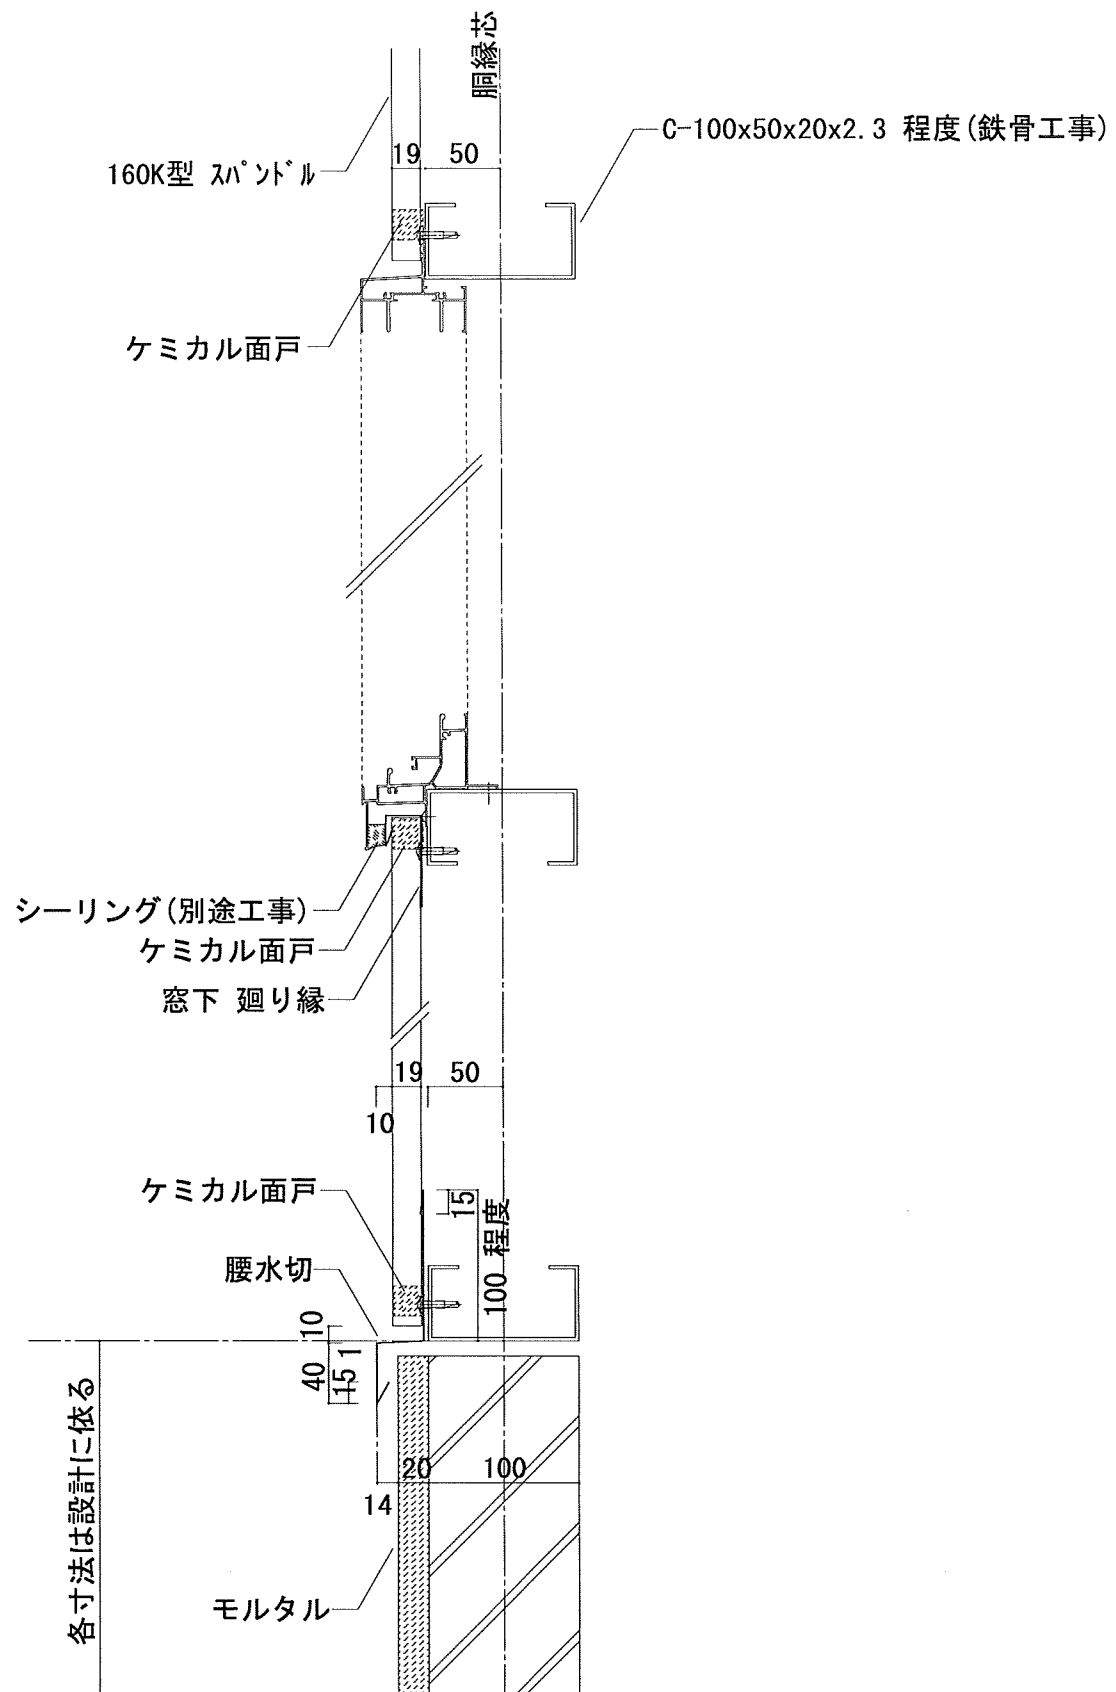 胴縁芯
C-100x50x20x2.3 程度(鉄骨工事)
19 50
160K型 ｽﾊﾟﾝﾄﾞﾙ
ケミカル面戸
シーリング(別途工事)
ケミカル面戸
窓下 廻り縁
19 50
10
ケミカル面戸
15
100 程度
腰水切
10
40
15
1
各寸法は設計に依る
20 100
14
モルタル